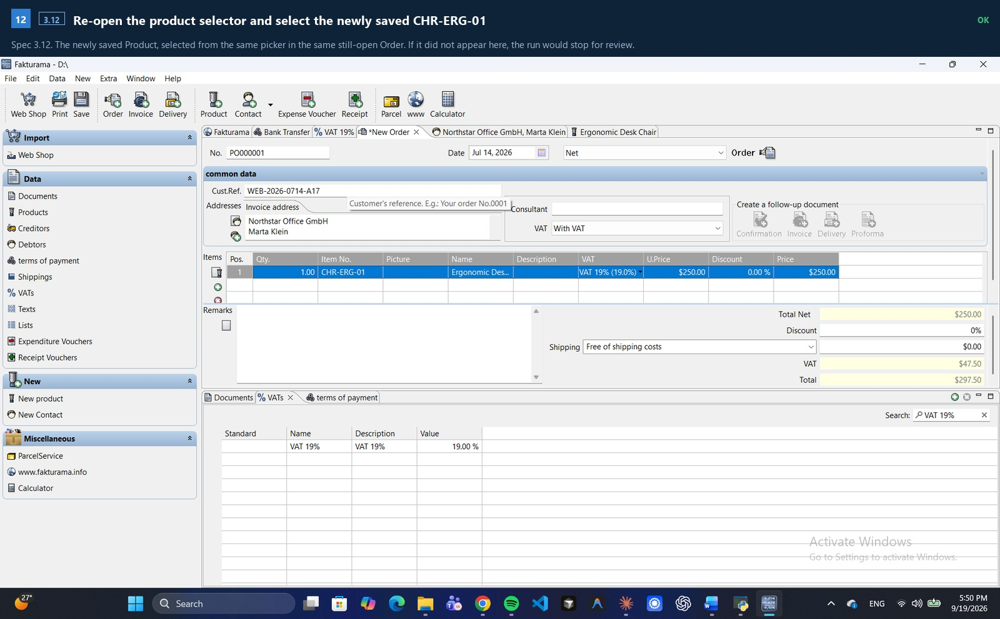 12 3.12 Re-open the product selector and select the newly saved CHR-ERG-01 OK
Spec 3.12. The newly saved Product, selected from the same picker in the same still-open Order. If it did not appear here, the run would stop for review.
Fakturama - D:\
File Edit Data New Extra Window Help
Web Shop Print Save Order Invoice Delivery Product Contact Expense Voucher Receipt Parcel www Calculator
Import
Web Shop
Data
Documents
Products
Creditors
Debtors
terms of payment
Shippings
VATs
Texts
Lists
Expenditure Vouchers
Receipt Vouchers
New
New product
New Contact
Miscellaneous
ParcelService
www.fakturama.info
Calculator
Fakturama Bank Transfer VAT 19% *New Order Northstar Office GmbH, Marta Klein Ergonomic Desk Chair
No. PO000001 Date Jul 14, 2026 Net Order
common data
Cust.Ref. WEB-2026-0714-A17
Customer's reference. E.g.: Your order No.0001
Addresses Invoice address
Northstar Office GmbH
Marta Klein
Consultant
VAT With VAT
Create a follow-up document
Confirmation Invoice Delivery Proforma
Items Pos. Qty. Item No. Picture Name Description VAT U.Price Discount Price
1 1.00 CHR-ERG-01 Ergonomic Des... VAT 19% (19.0%) $250.00 0.00 % $250.00
Remarks
Total Net $250.00
Discount 0%
Shipping Free of shipping costs $0.00
VAT $47.50
Total $297.50
Documents VATs terms of payment
Search: VAT 19%
Standard Name Description Value
VAT 19% VAT 19% 19.00 %
Activate Windows
Go to Settings to activate Windows.
27°
Search
ENG
5:50 PM
9/19/2026